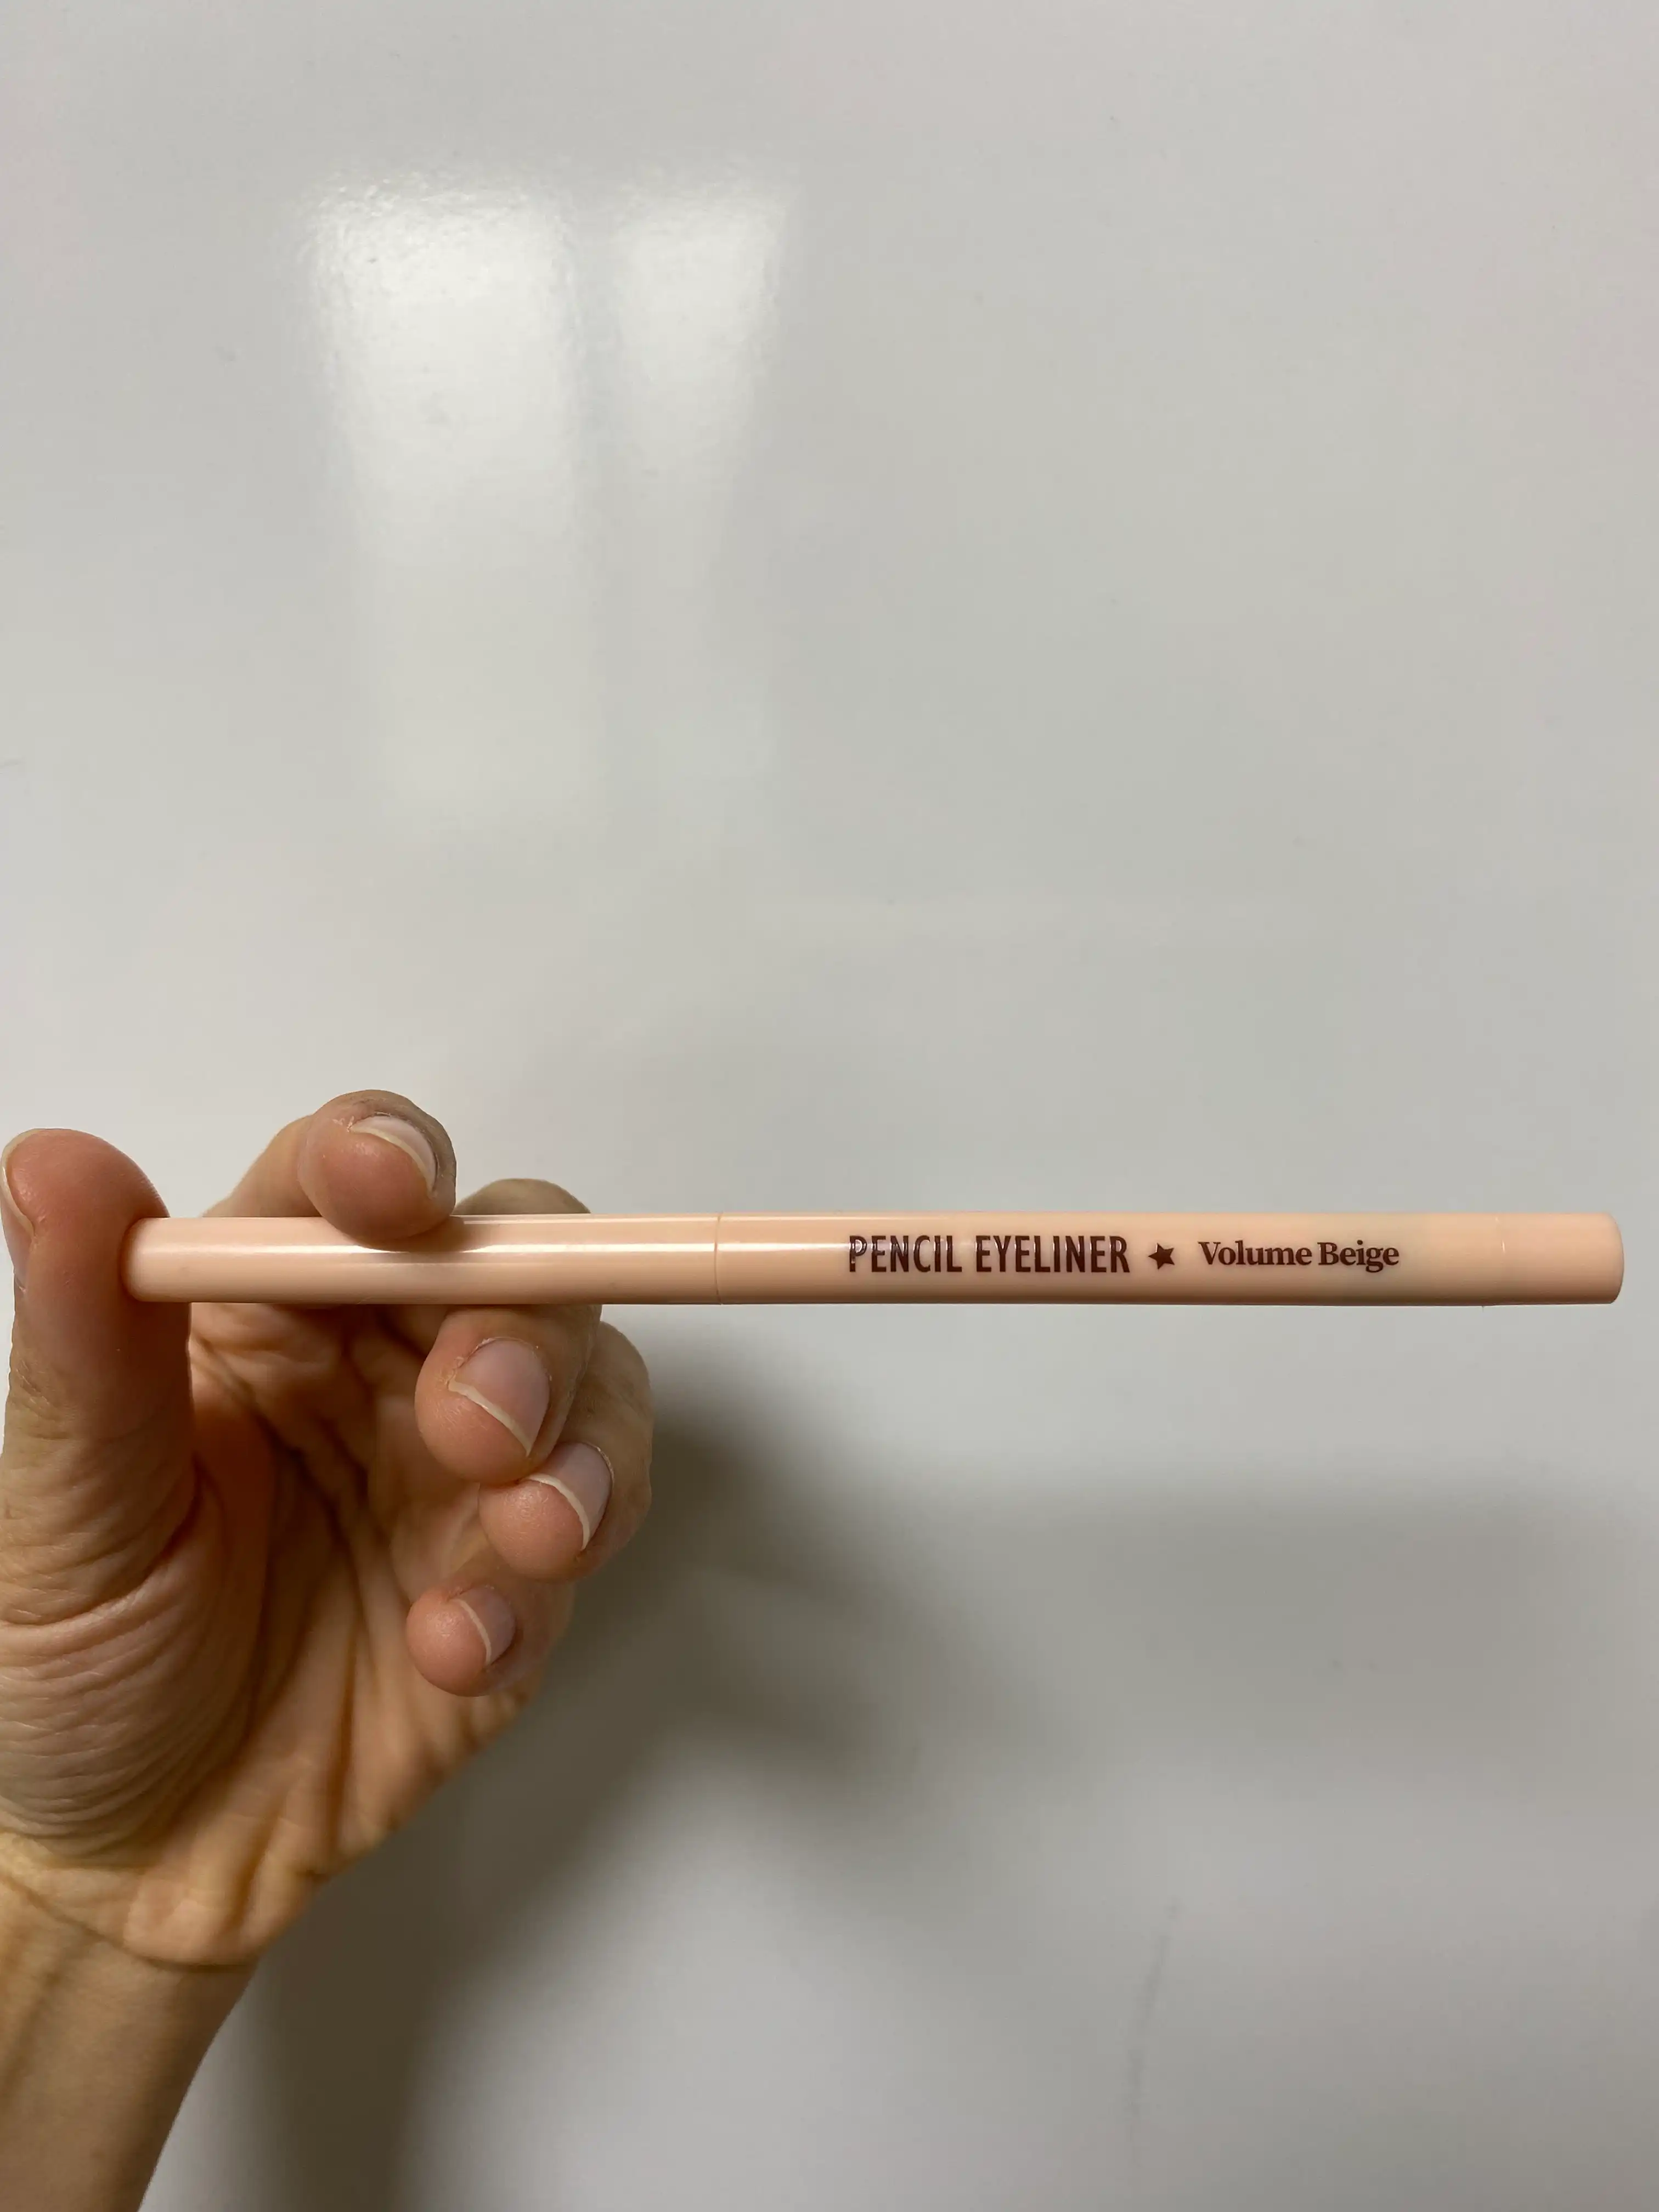 PENCIL EYELINER ★ Volume Beige